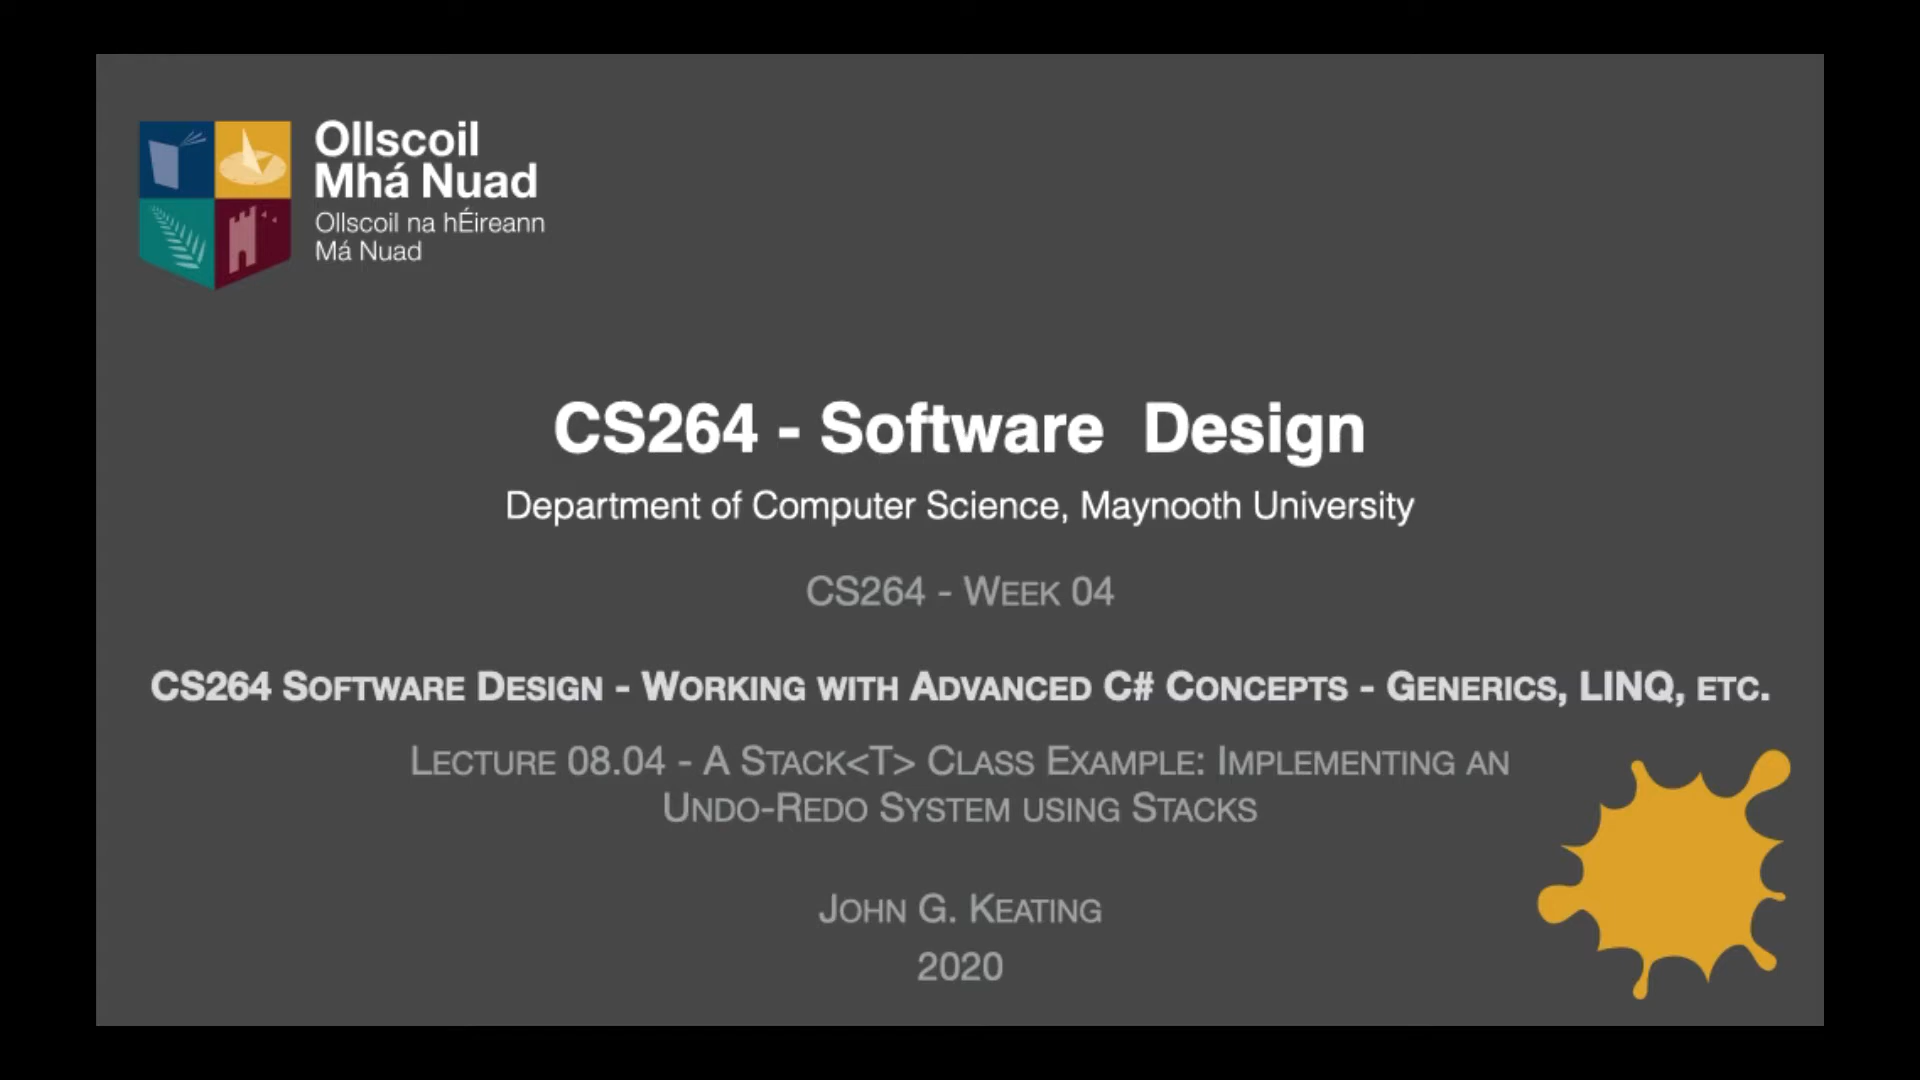 Ollscoil
Mhá Nuad
Ollscoil na hÉireann
Má Nuad
CS264 - Software Design
Department of Computer Science, Maynooth University
CS264 - Week 04
CS264 Software Design - Working with Advanced C# Concepts - Generics, LINQ, etc.
Lecture 08.04 - A Stack<T> Class Example: Implementing an
Undo-Redo System using Stacks
John G. Keating
2020